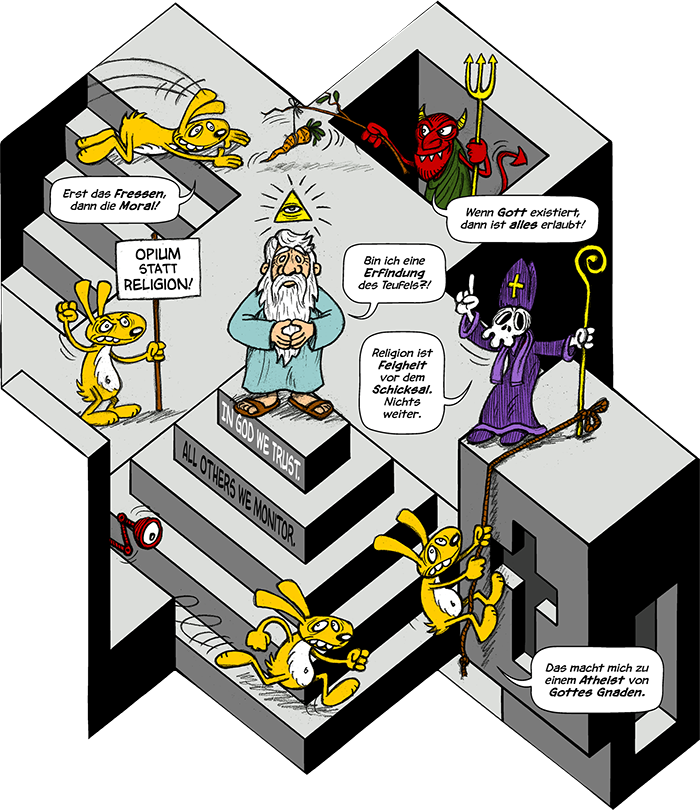 Erst das Fressen,
dann die Moral!
Wenn Gott existiert,
dann ist alles erlaubt!
OPIUM
STATT
RELIGION!
Bin ich eine
Erfindung
des Teufels?!
Religion ist
Feigheit
vor dem
Schicksal.
Nichts
weiter.
IN GOD WE TRUST.
ALL OTHERS WE MONITOR.
Das macht mich zu
einem Atheist von
Gottes Gnaden.